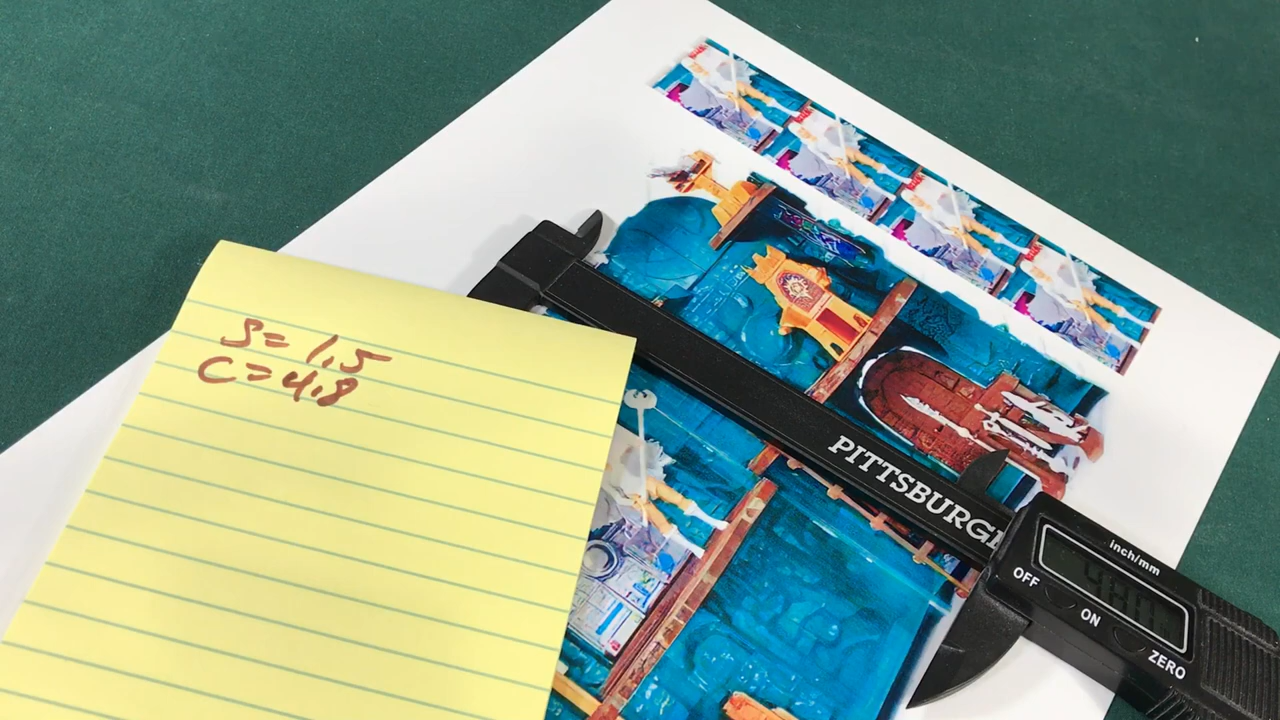 S= 1.5
C= 4.8
PITTSBURGH
inch/mm
OFF
ON
ZERO